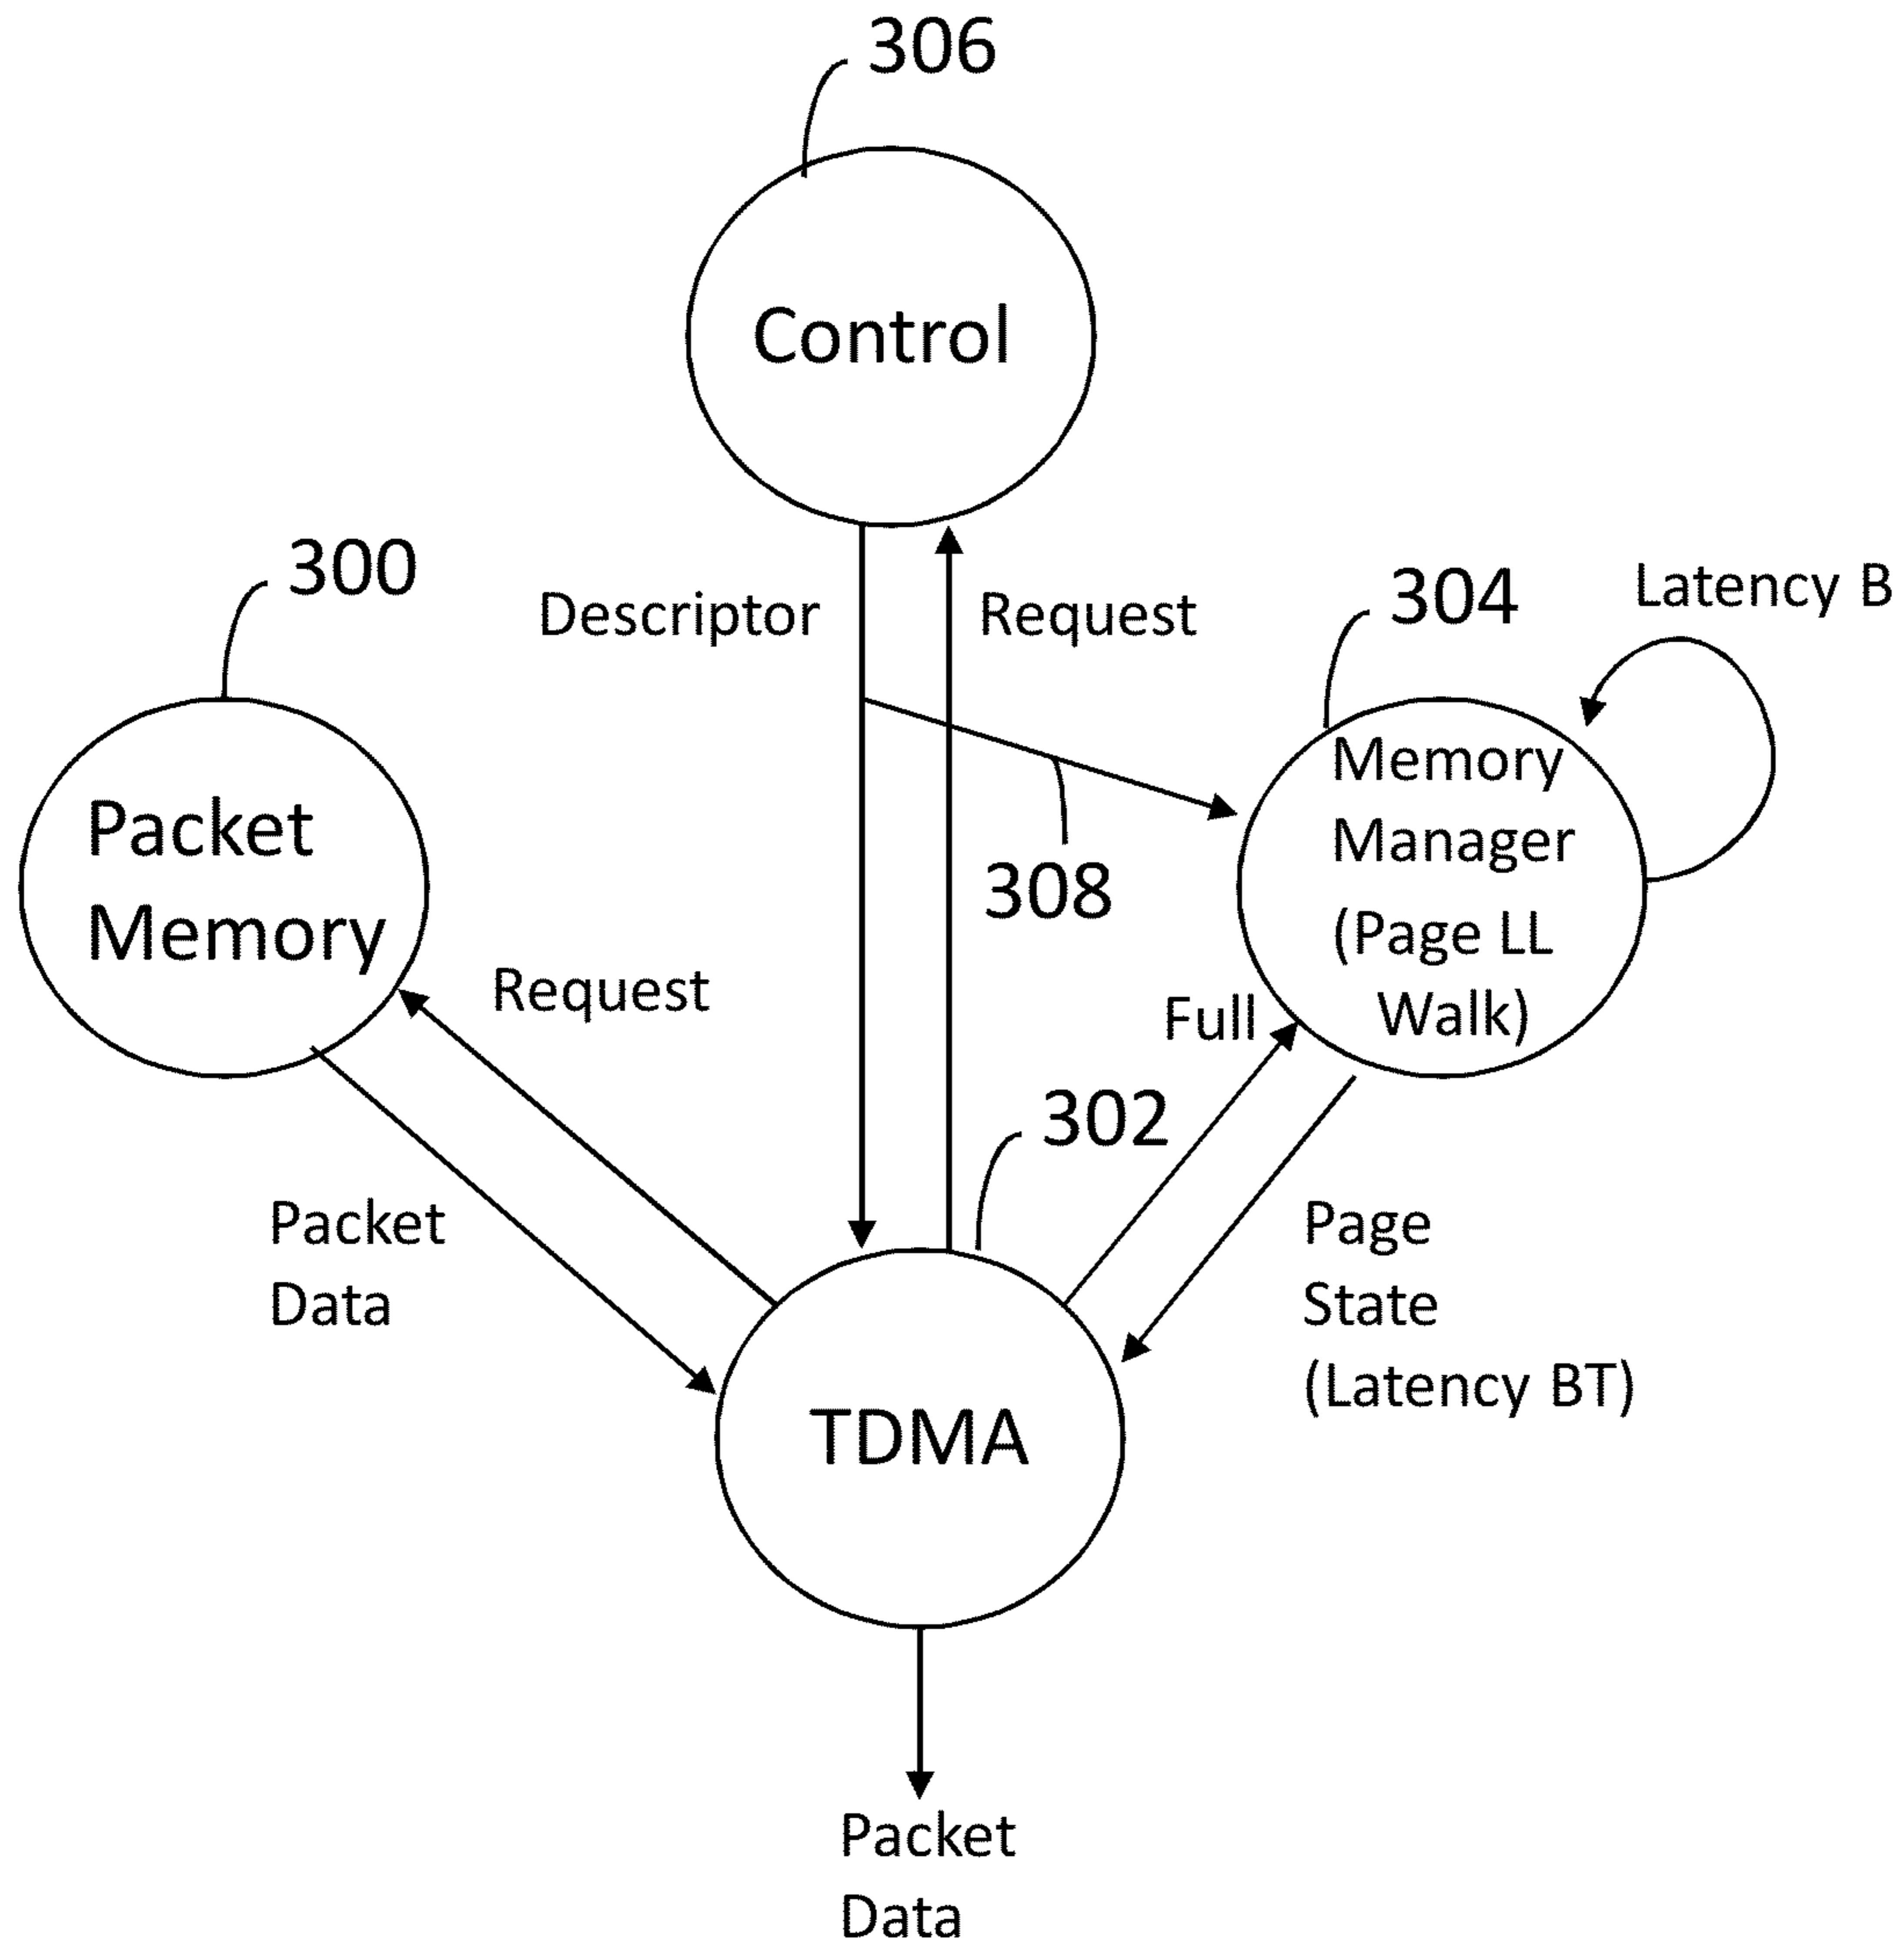 306
Control
300
Descriptor
Request
304
Latency B
Packet
Memory
Memory
Manager
(Page LL
Walk)
308
Request
Full
302
Packet
Data
Page
State
(Latency BT)
TDMA
Packet
Data